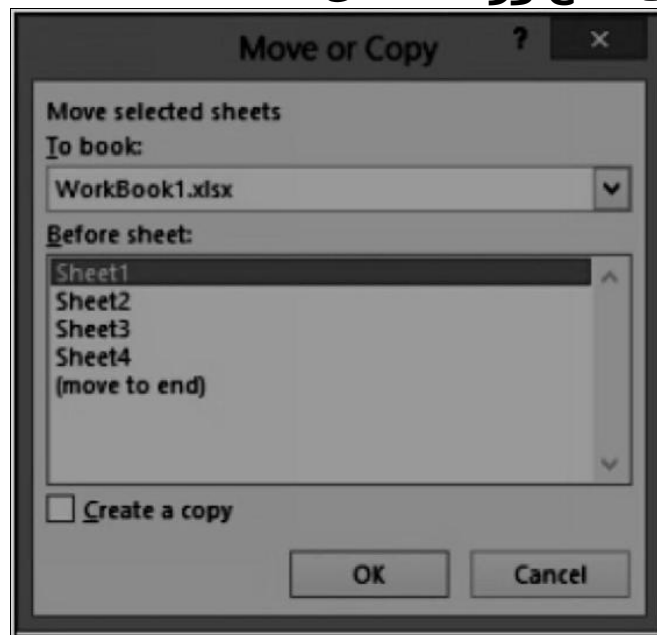 Move or Copy ? ×
Move selected sheets
To book:
WorkBook1.xlsx
Before sheet:
Sheet1
Sheet2
Sheet3
Sheet4
(move to end)
Create a copy
OK Cancel